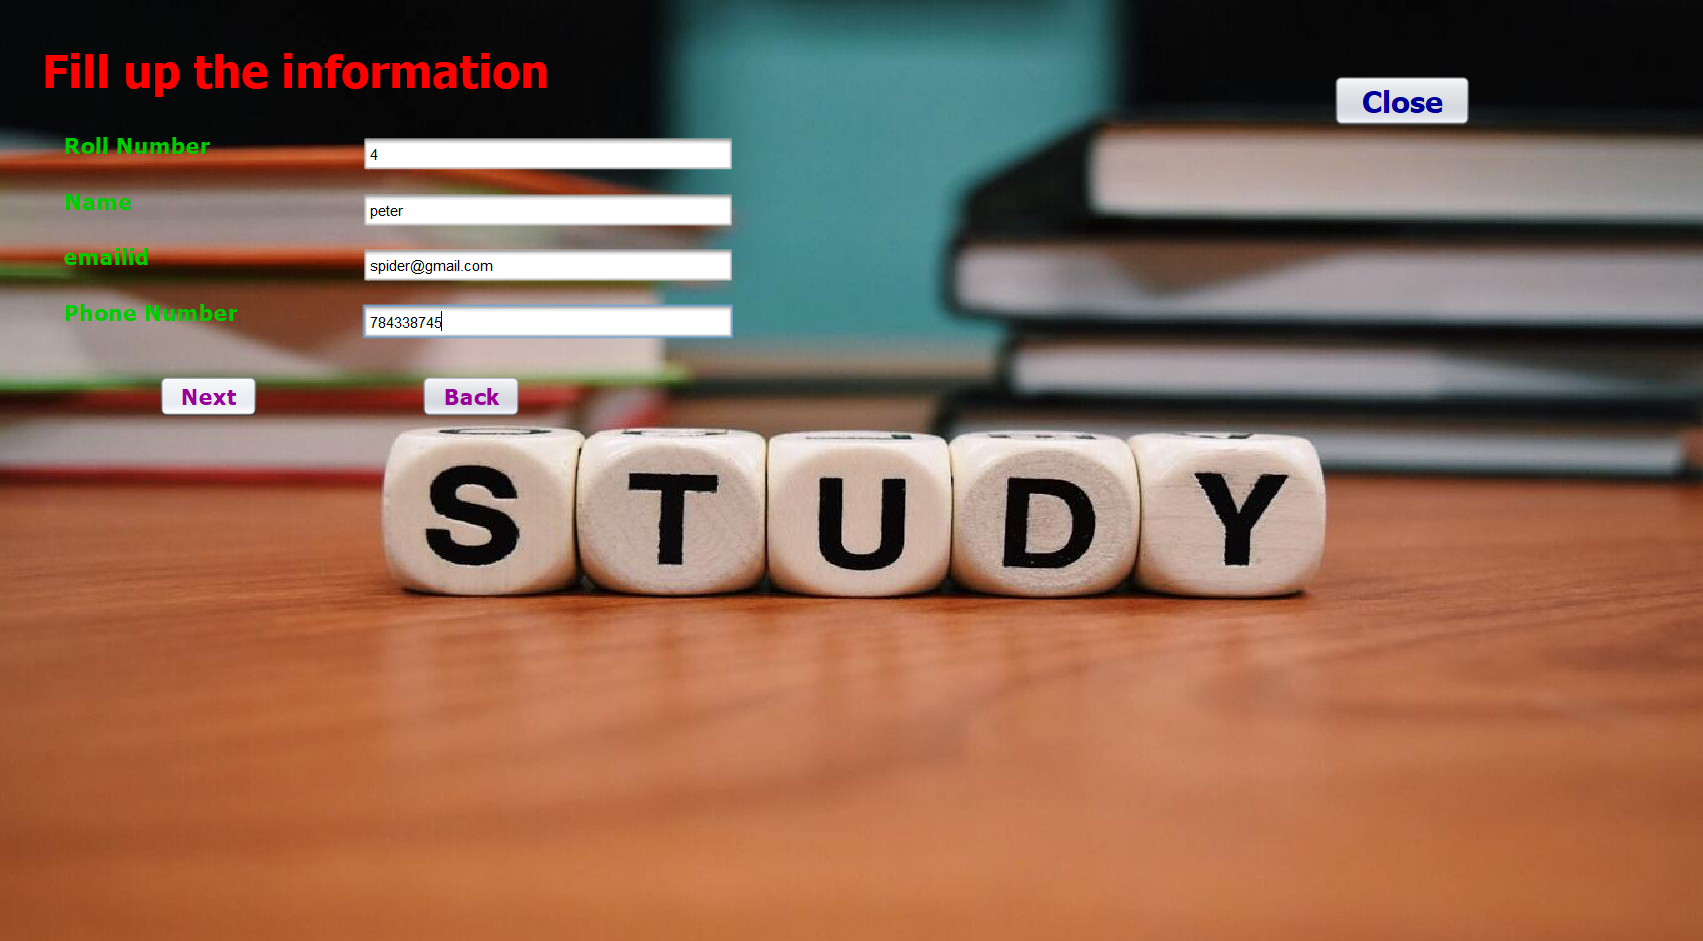 Fill up the information
Close
Roll Number
4
Name
peter
emailid
spider@gmail.com
Phone Number
784338745
Next
Back
STUDY